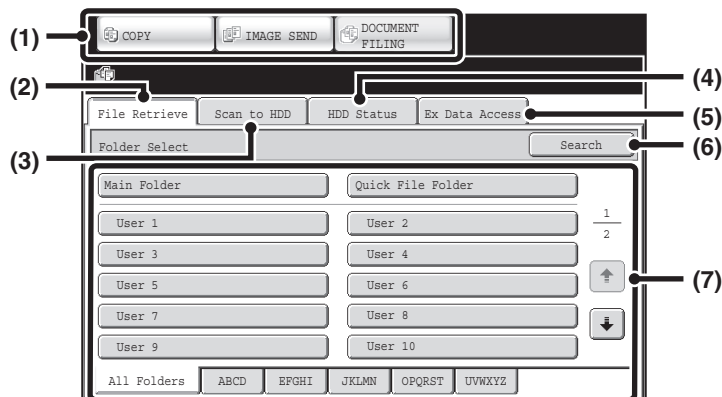 (1)
COPY
IMAGE SEND
DOCUMENT
FILING
(2)
(4)
File Retrieve
Scan to HDD
HDD Status
Ex Data Access
(5)
Folder Select
Search
(6)
(3)
Main Folder
Quick File Folder
User 1
User 2
1
2
User 3
User 4
User 5
User 6
(7)
User 7
User 8
User 9
User 10
All Folders
ABCD
EFGHI
JKLMN
OPQRST
UVWXYZ